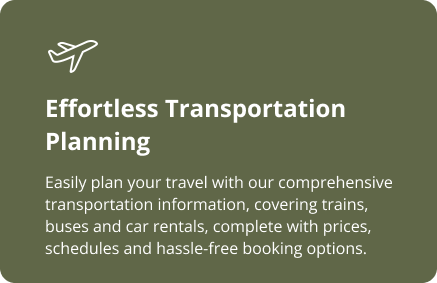 Effortless Transportation
Planning
Easily plan your travel with our comprehensive
transportation information, covering trains,
buses and car rentals, complete with prices,
schedules and hassle-free booking options.